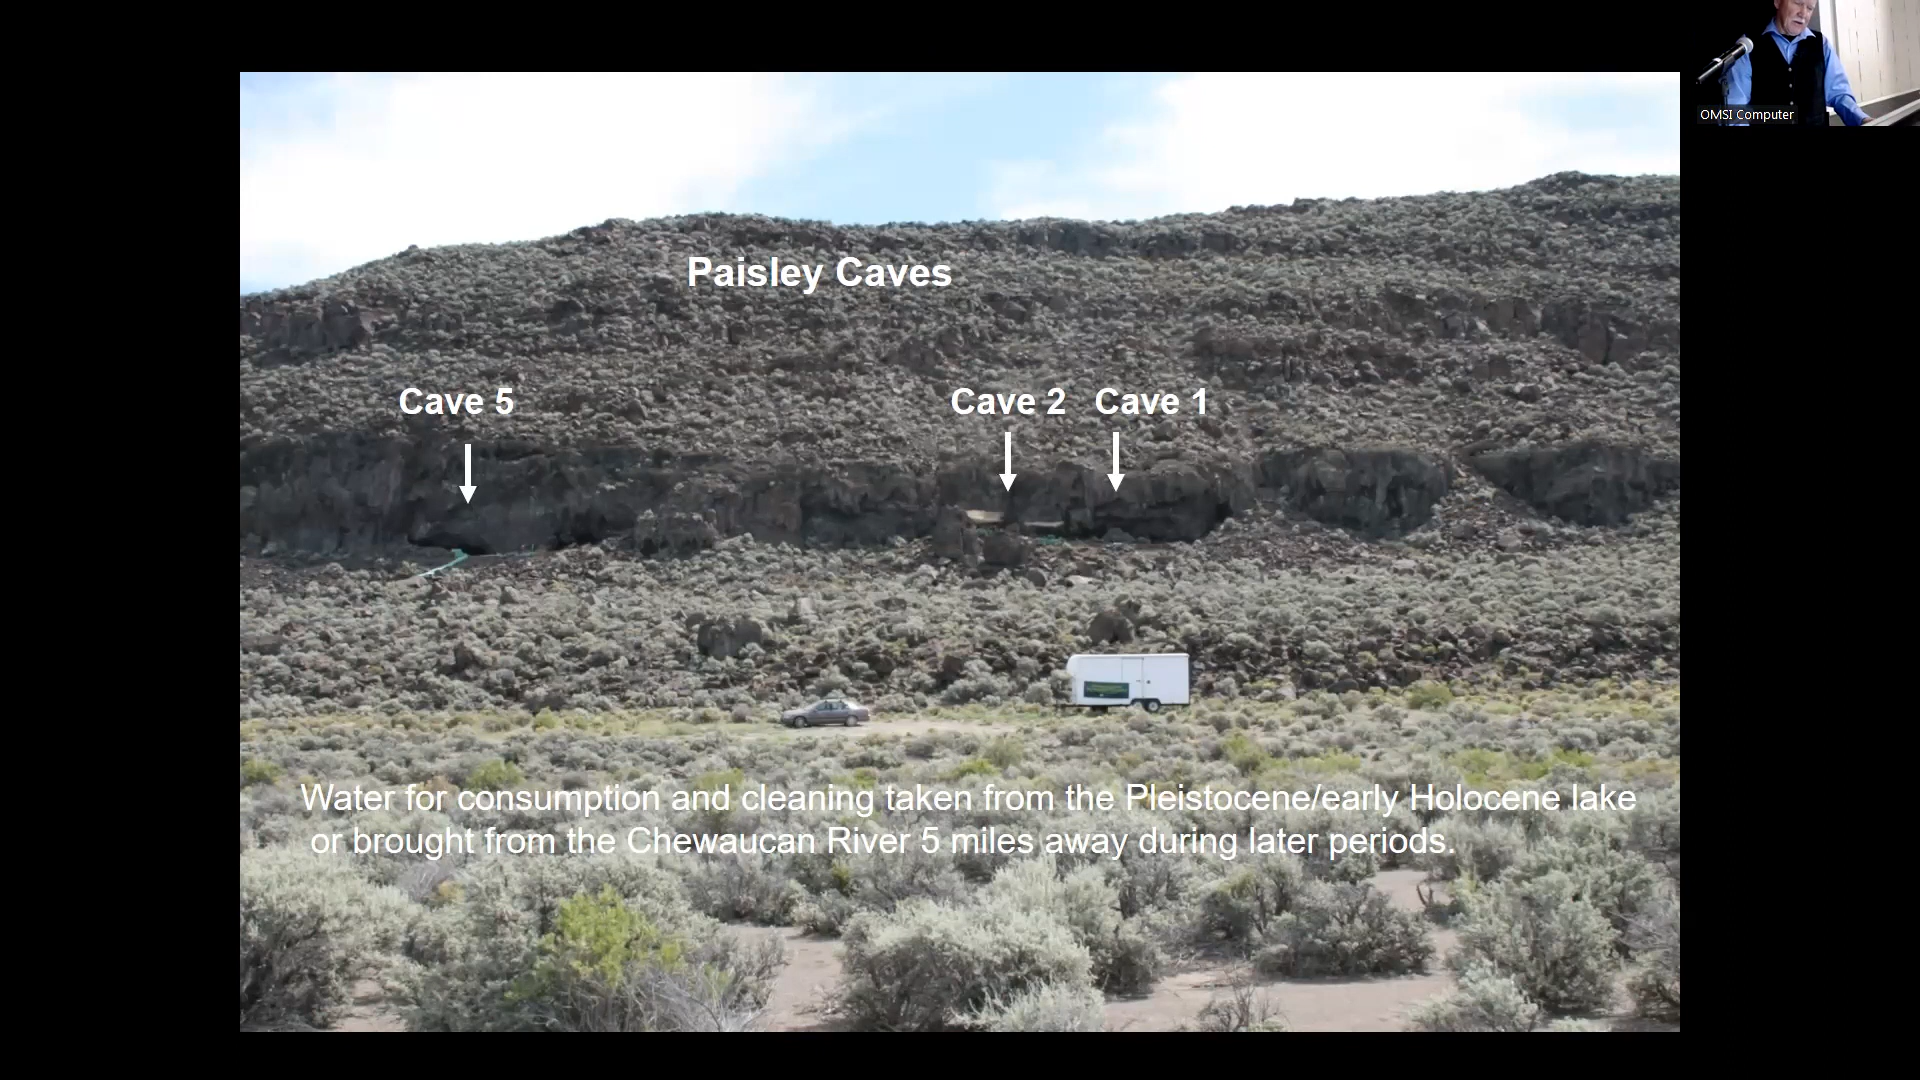 OMSI Computer
Paisley Caves
Cave 5
Cave 2
Cave 1
Water for consumption and cleaning taken from the Pleistocene/early Holocene lake
or brought from the Chewaucan River 5 miles away during later periods.